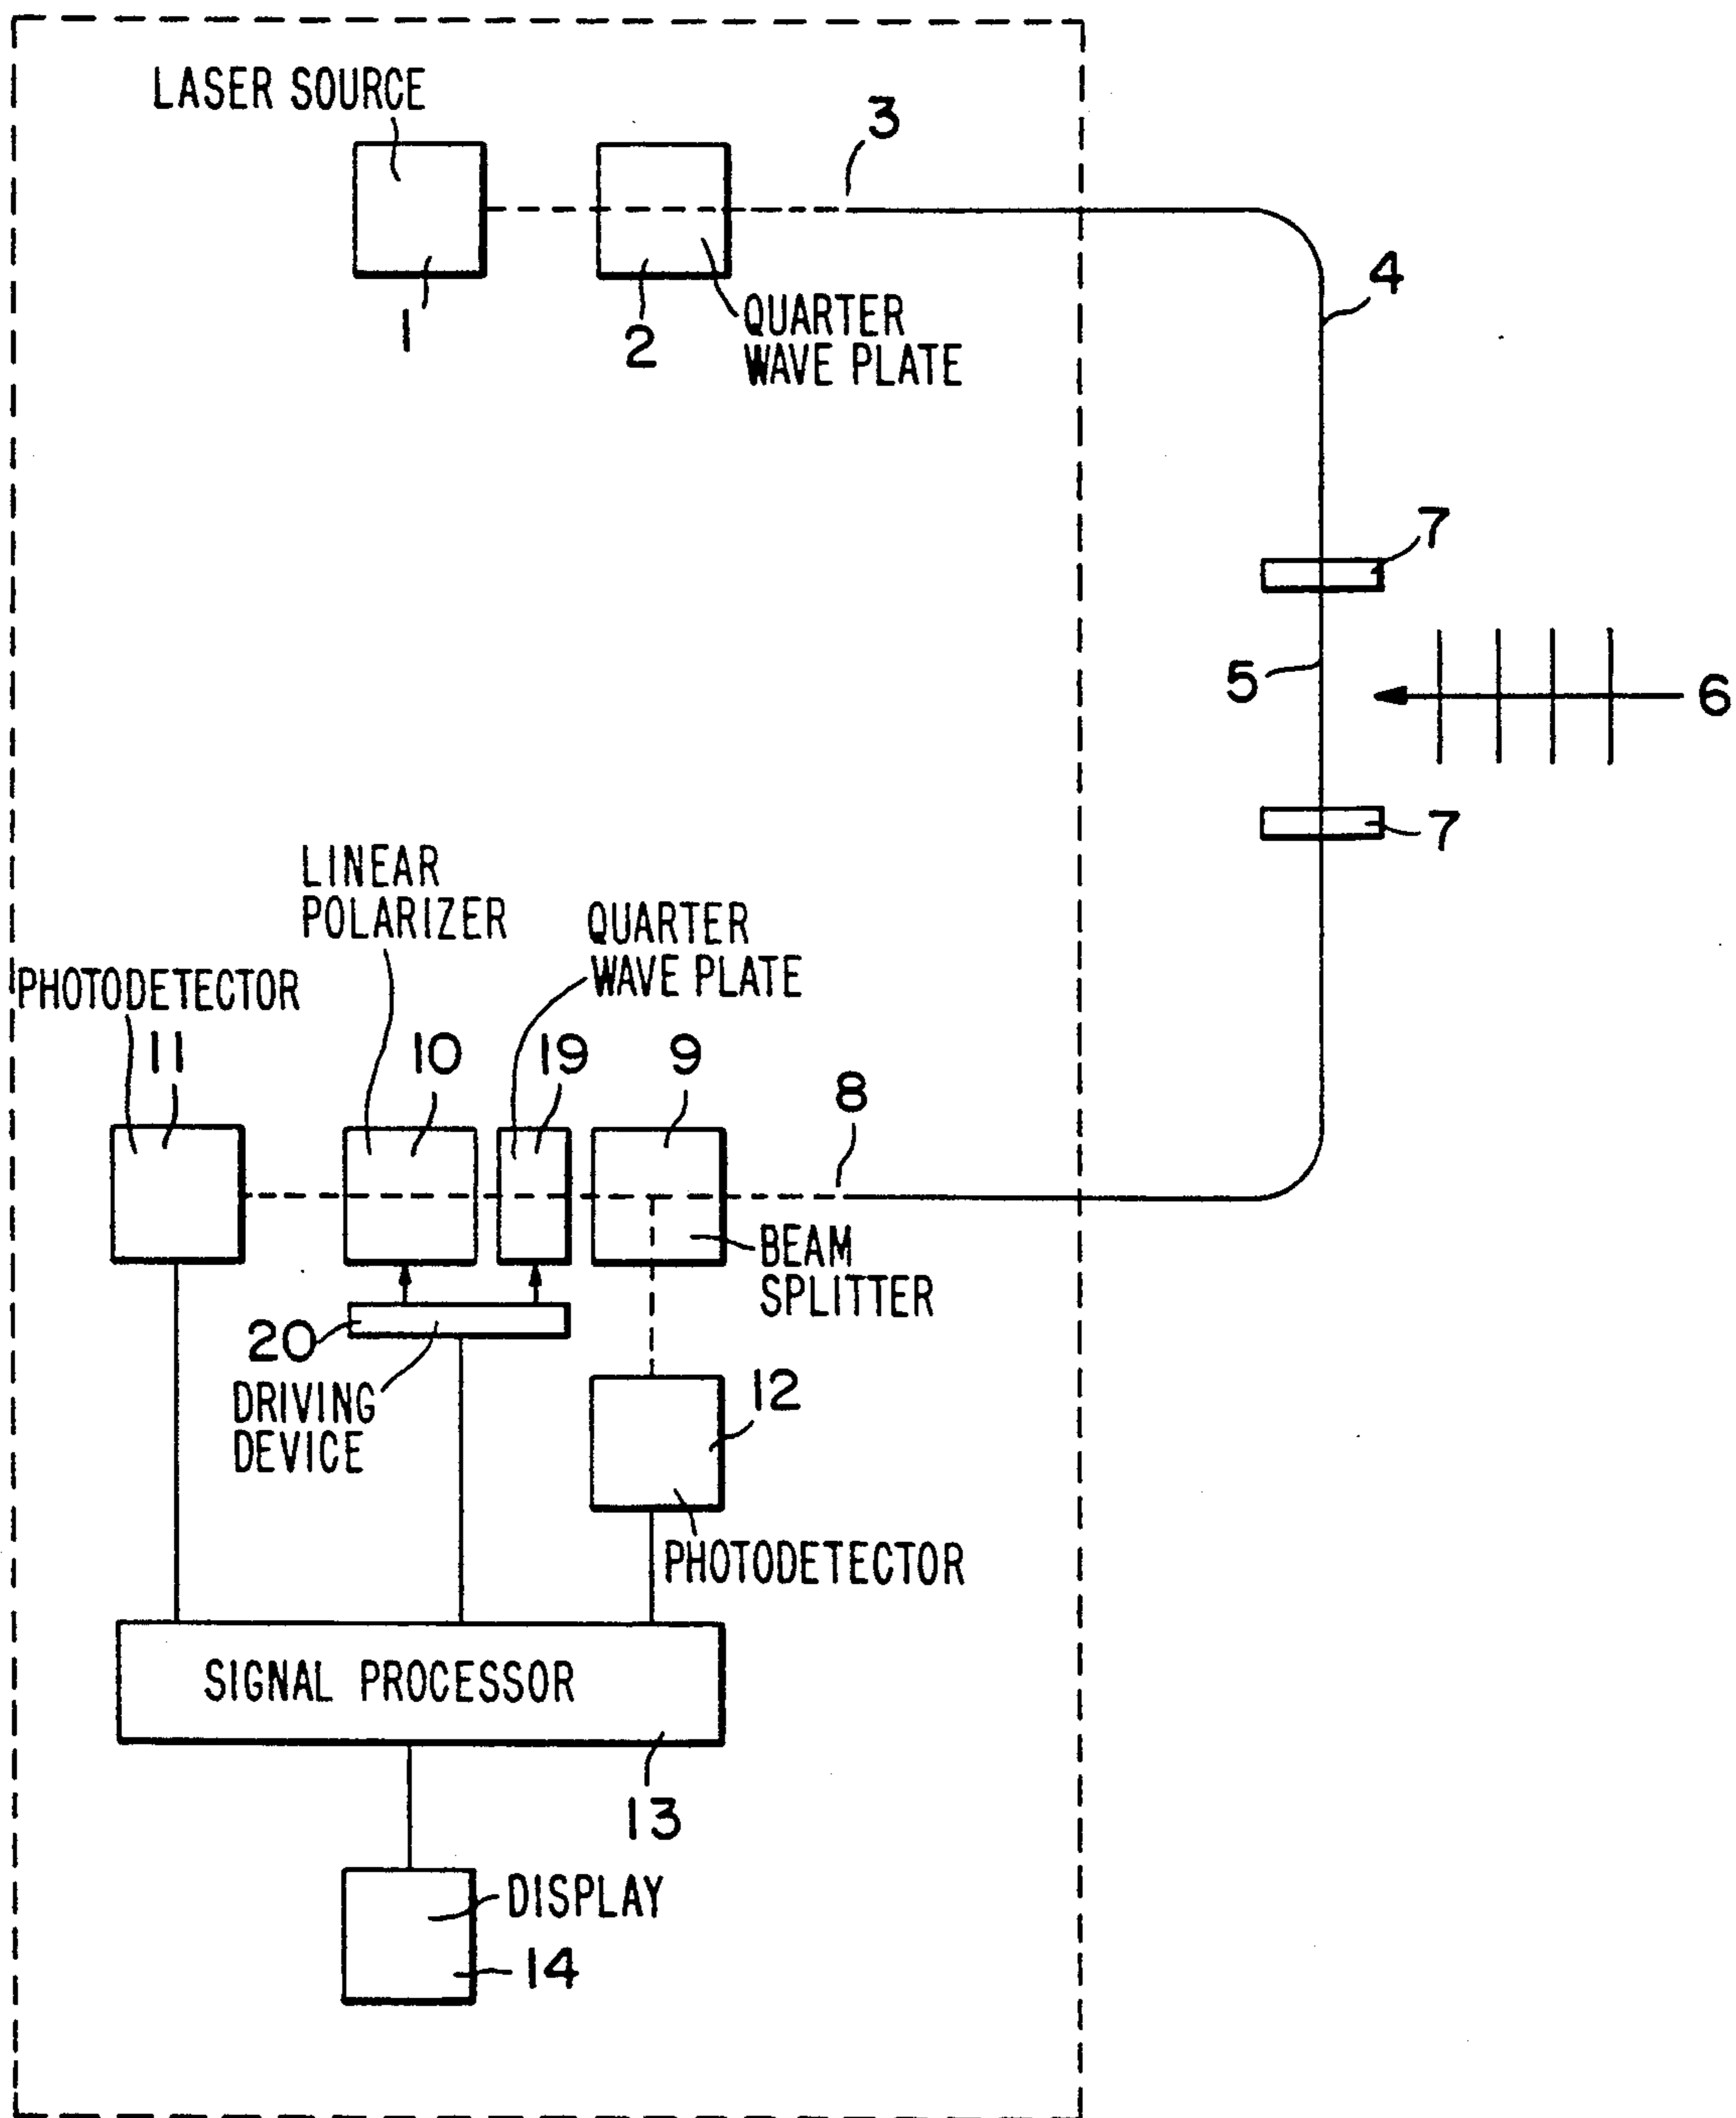 LASER SOURCE
3
4
1
2
QUARTER
WAVE PLATE
7
5
6
7
LINEAR
POLARIZER
QUARTER
WAVE PLATE
PHOTODETECTOR
11
10
19
9
8
BEAM
SPLITTER
20
DRIVING
DEVICE
12
PHOTODETECTOR
SIGNAL PROCESSOR
13
DISPLAY
14